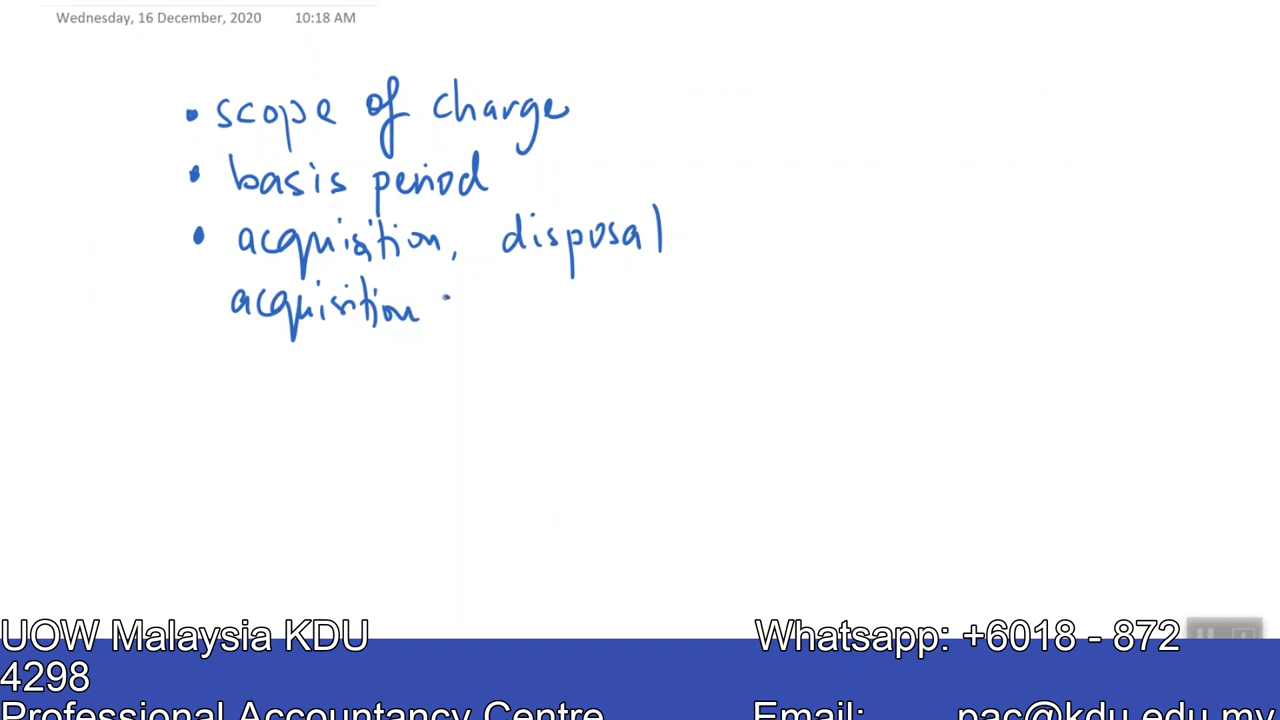 Wednesday, 16 December, 2020 10:18 AM
• scope of charge
• basis period
• acquisition, disposal
acquisition
UOW Malaysia KDU Whatsapp: +6018 - 872
4298
Professional Accountancy Centre Email: pac@kdu.edu.my